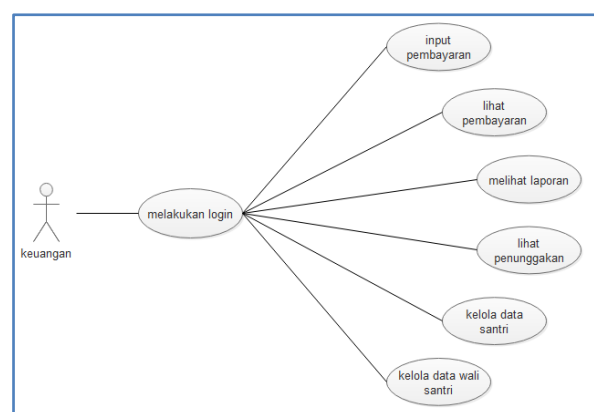 input
pembayaran
lihat
pembayaran
melihat laporan
melakukan login
keuangan
lihat
penunggakan
kelola data
santri
kelola data wali
santri